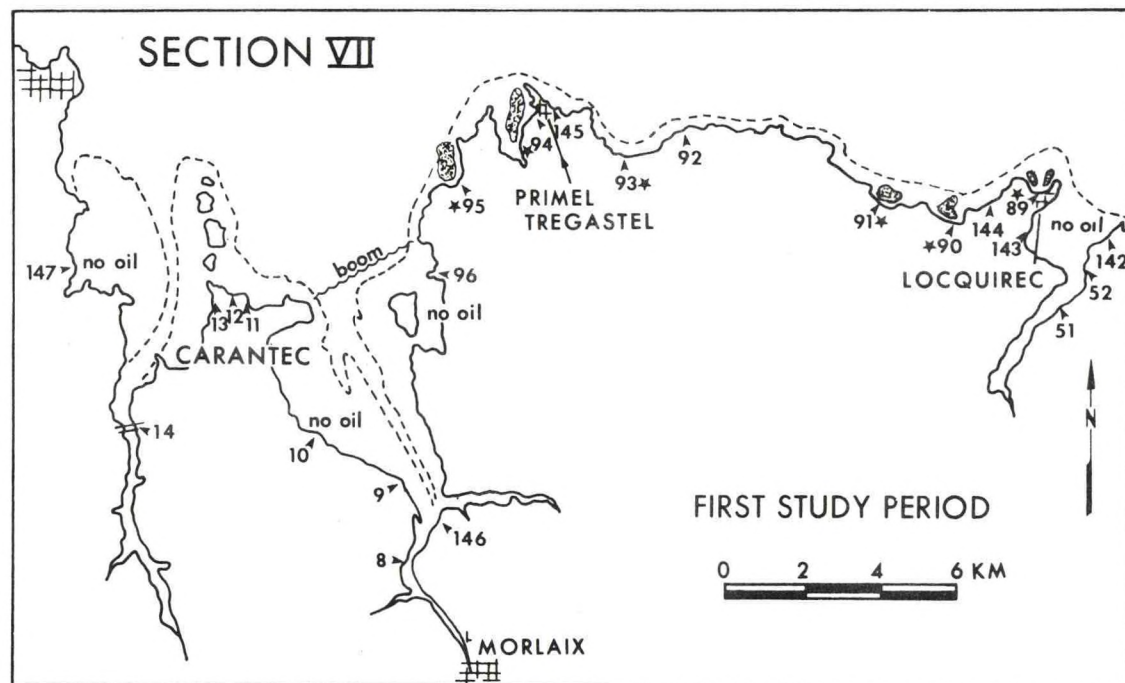 SECTION VII
145
94
92
PRIMEL
TREGASTEL
93
95
91
144
89
90
143
no oil
142
LOCQUIREC
52
51
147
no oil
boom
96
no oil
13
12
11
CARANTEC
14
no oil
10
9
146
8
MORLAIX
N
FIRST STUDY PERIOD
0 2 4 6 KM